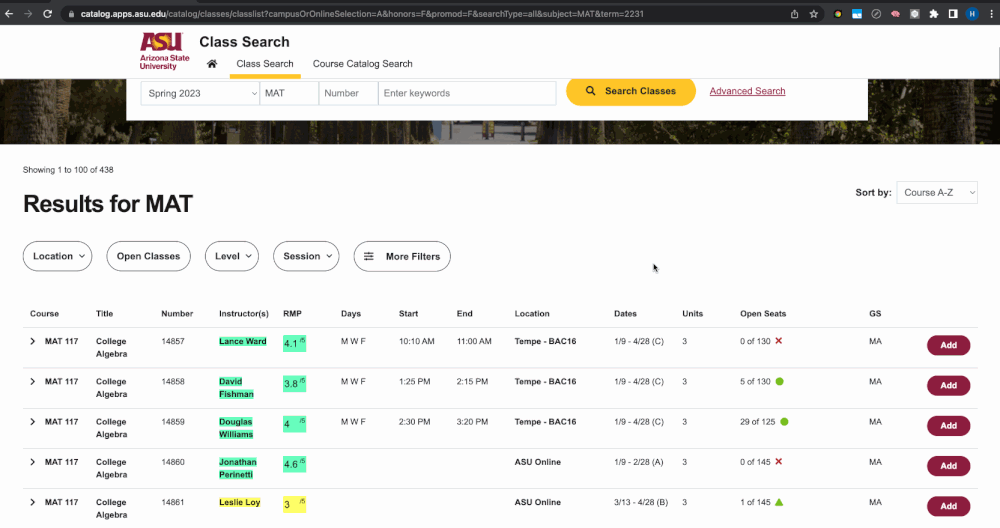 catalog.apps.asu.edu/catalog/classes/classlist?campusOrOnlineSelection=A&honors=F&promod=F&searchType=all&subject=MAT&term=2231
H
ASU
Arizona State
University
Class Search
Class Search
Course Catalog Search
Spring 2023
MAT
Number
Enter keywords
Search Classes
Advanced Search
Showing 1 to 100 of 438
Results for MAT
Sort by:
Course A-Z
Location
Open Classes
Level
Session
More Filters
Course Title Number Instructor(s) RMP Days Start End Location Dates Units Open Seats GS
MAT 117 College 14857 Lance Ward 4.1 /5 M W F 10:10 AM 11:00 AM Tempe - BAC16 1/9 - 4/28 (C) 3 0 of 130 MA Add
Algebra
MAT 117 College 14858 David 3.8 /5 M W F 1:25 PM 2:15 PM Tempe - BAC16 1/9 - 4/28 (C) 3 5 of 130 MA Add
Algebra Fishman
MAT 117 College 14859 Douglas 4 /5 M W F 2:30 PM 3:20 PM Tempe - BAC16 1/9 - 4/28 (C) 3 29 of 125 MA Add
Algebra Williams
MAT 117 College 14860 Jonathan 4.6 /5 ASU Online 1/9 - 2/28 (A) 3 0 of 145 MA Add
Algebra Perinetti
MAT 117 College 14861 Leslie Loy 3 /5 ASU Online 3/13 - 4/28 (B) 3 1 of 145 MA Add
Algebra